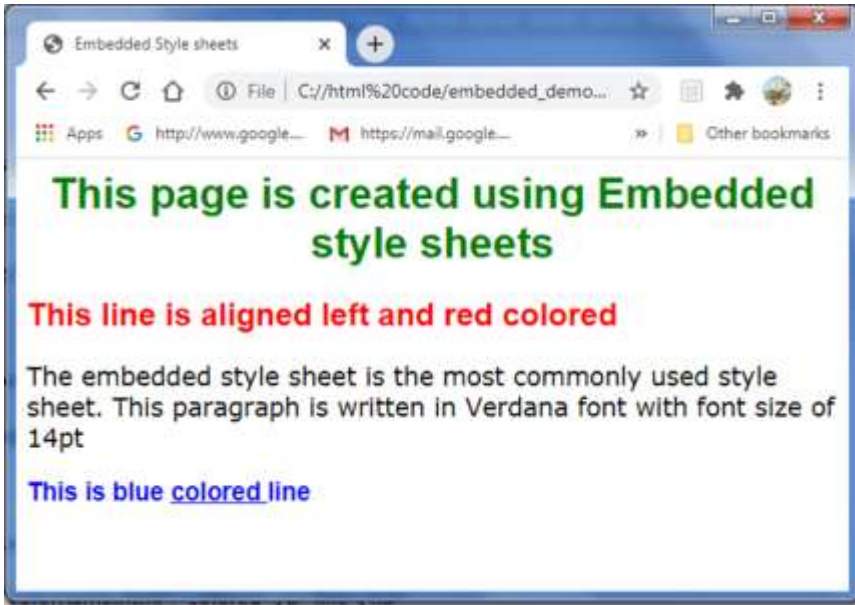 Embedded Style sheets
File | C://html%20code/embedded_demo...
Apps http://www.google... https://mail.google... » Other bookmarks
This page is created using Embedded
style sheets
This line is aligned left and red colored
The embedded style sheet is the most commonly used style
sheet. This paragraph is written in Verdana font with font size of
14pt
This is blue colored line